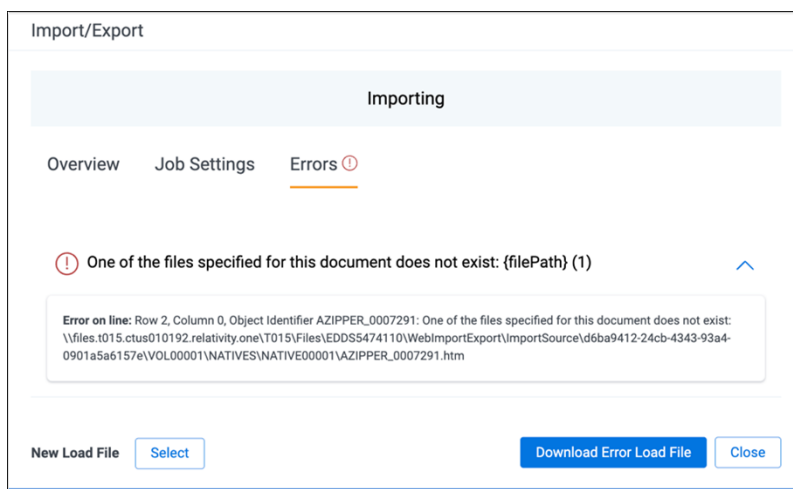 Import/Export
Importing
Overview Job Settings Errors
One of the files specified for this document does not exist: {filePath} (1)
Error on line: Row 2, Column 0, Object Identifier AZIPPER_0007291: One of the files specified for this document does not exist:
\\files.t015.ctus010192.relativity.one\T015\Files\EDDS5474110\WebImportExport\ImportSource\d6ba9412-24cb-4343-93a4-
0901a5a6157e\VOL00001\NATIVES\NATIVE00001\AZIPPER_0007291.htm
New Load File Select Download Error Load File Close